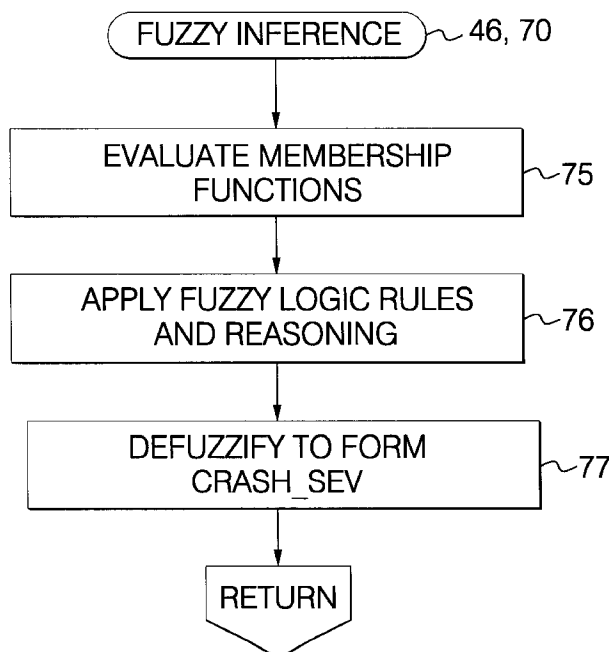 FUZZY INFERENCE 46, 70
EVALUATE MEMBERSHIP
FUNCTIONS
75
APPLY FUZZY LOGIC RULES
AND REASONING
76
DEFUZZIFY TO FORM
CRASH_SEV
77
RETURN